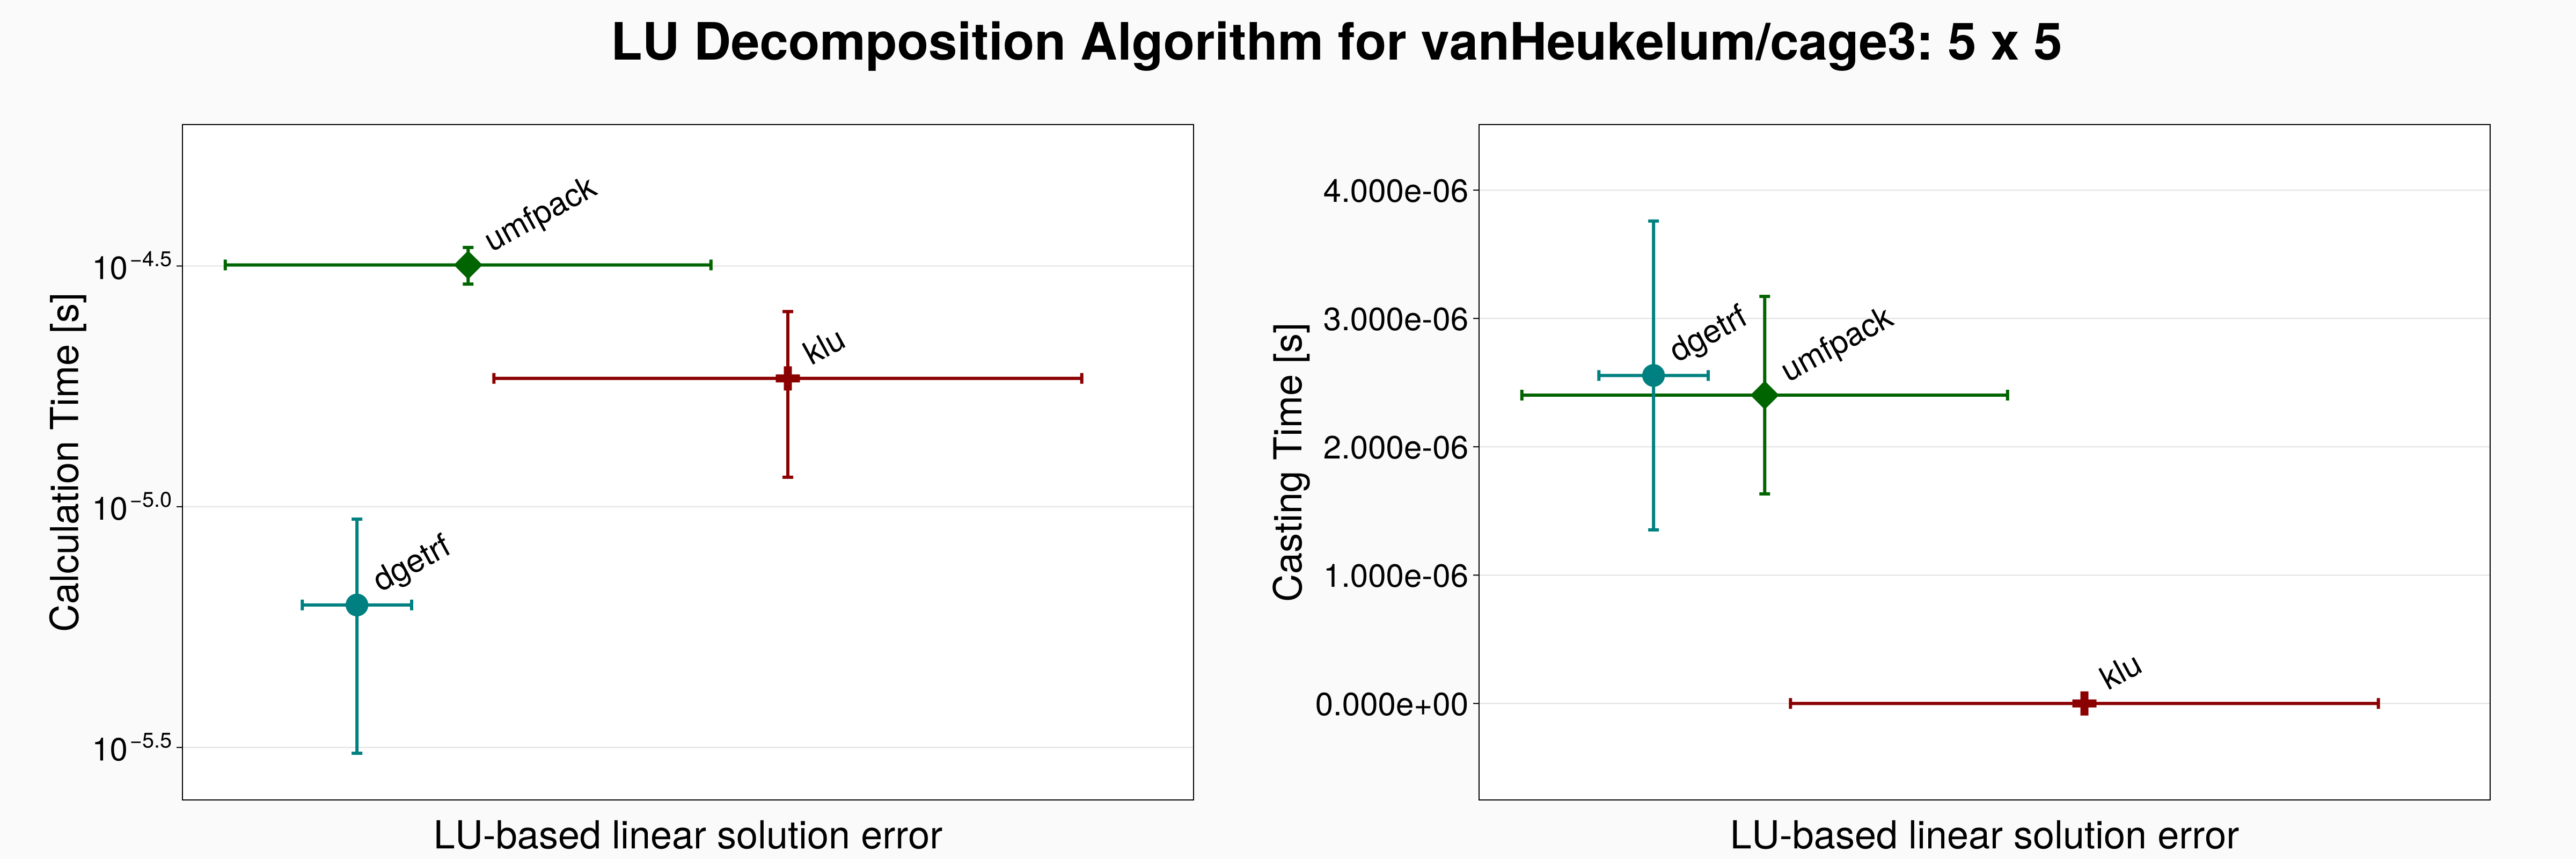 LU Decomposition Algorithm for vanHeukelum/cage3: 5 x 5
Calculation Time [s]
10^−4.5
10^−5.0
10^−5.5
umfpack
klu
dgetrf
LU-based linear solution error
Casting Time [s]
4.000e-06
3.000e-06
2.000e-06
1.000e-06
0.000e+00
dgetrf
umfpack
klu
LU-based linear solution error